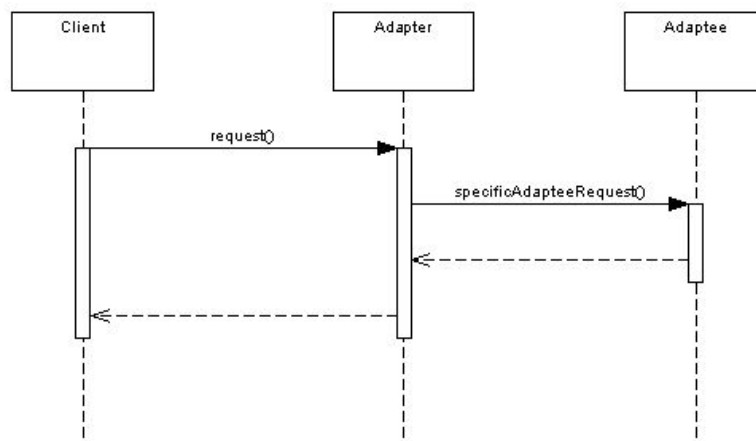 Client
Adapter
Adaptee
request()
specificAdapteeRequest()